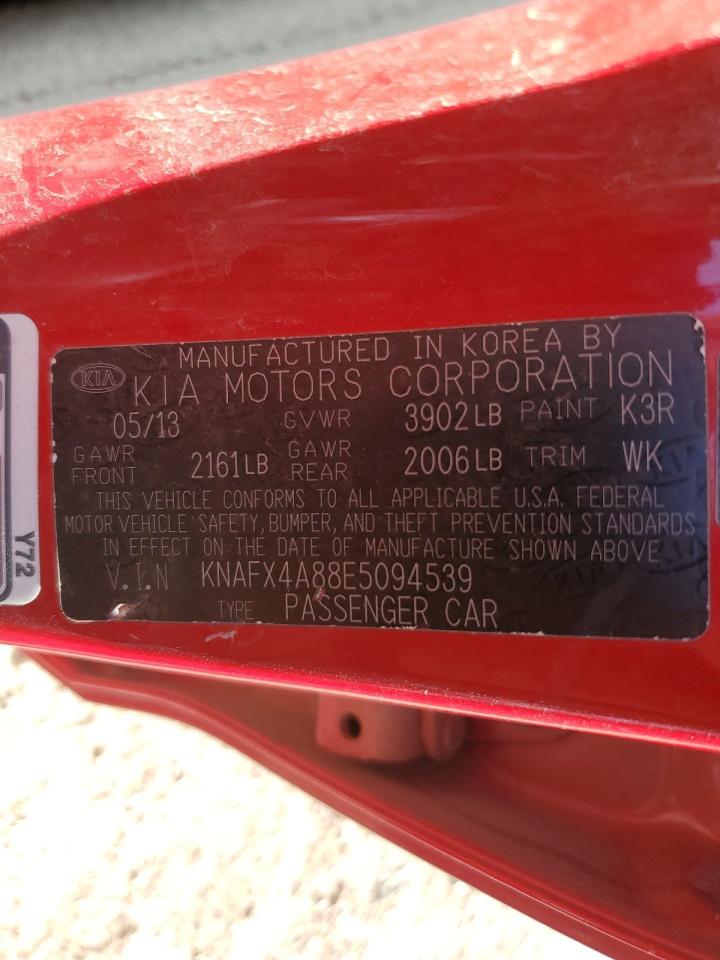 MANUFACTURED IN KOREA BY
KIA KIA MOTORS CORPORATION
05/13 GVWR 3902LB PAINT K3R
GAWR FRONT 2161LB GAWR REAR 2006LB TRIM WK
THIS VEHICLE CONFORMS TO ALL APPLICABLE U.S.A. FEDERAL
MOTOR VEHICLE SAFETY, BUMPER, AND THEFT PREVENTION STANDARDS
IN EFFECT ON THE DATE OF MANUFACTURE SHOWN ABOVE
V.I.N KNAFX4A88E5094539
TYPE PASSENGER CAR
Y72